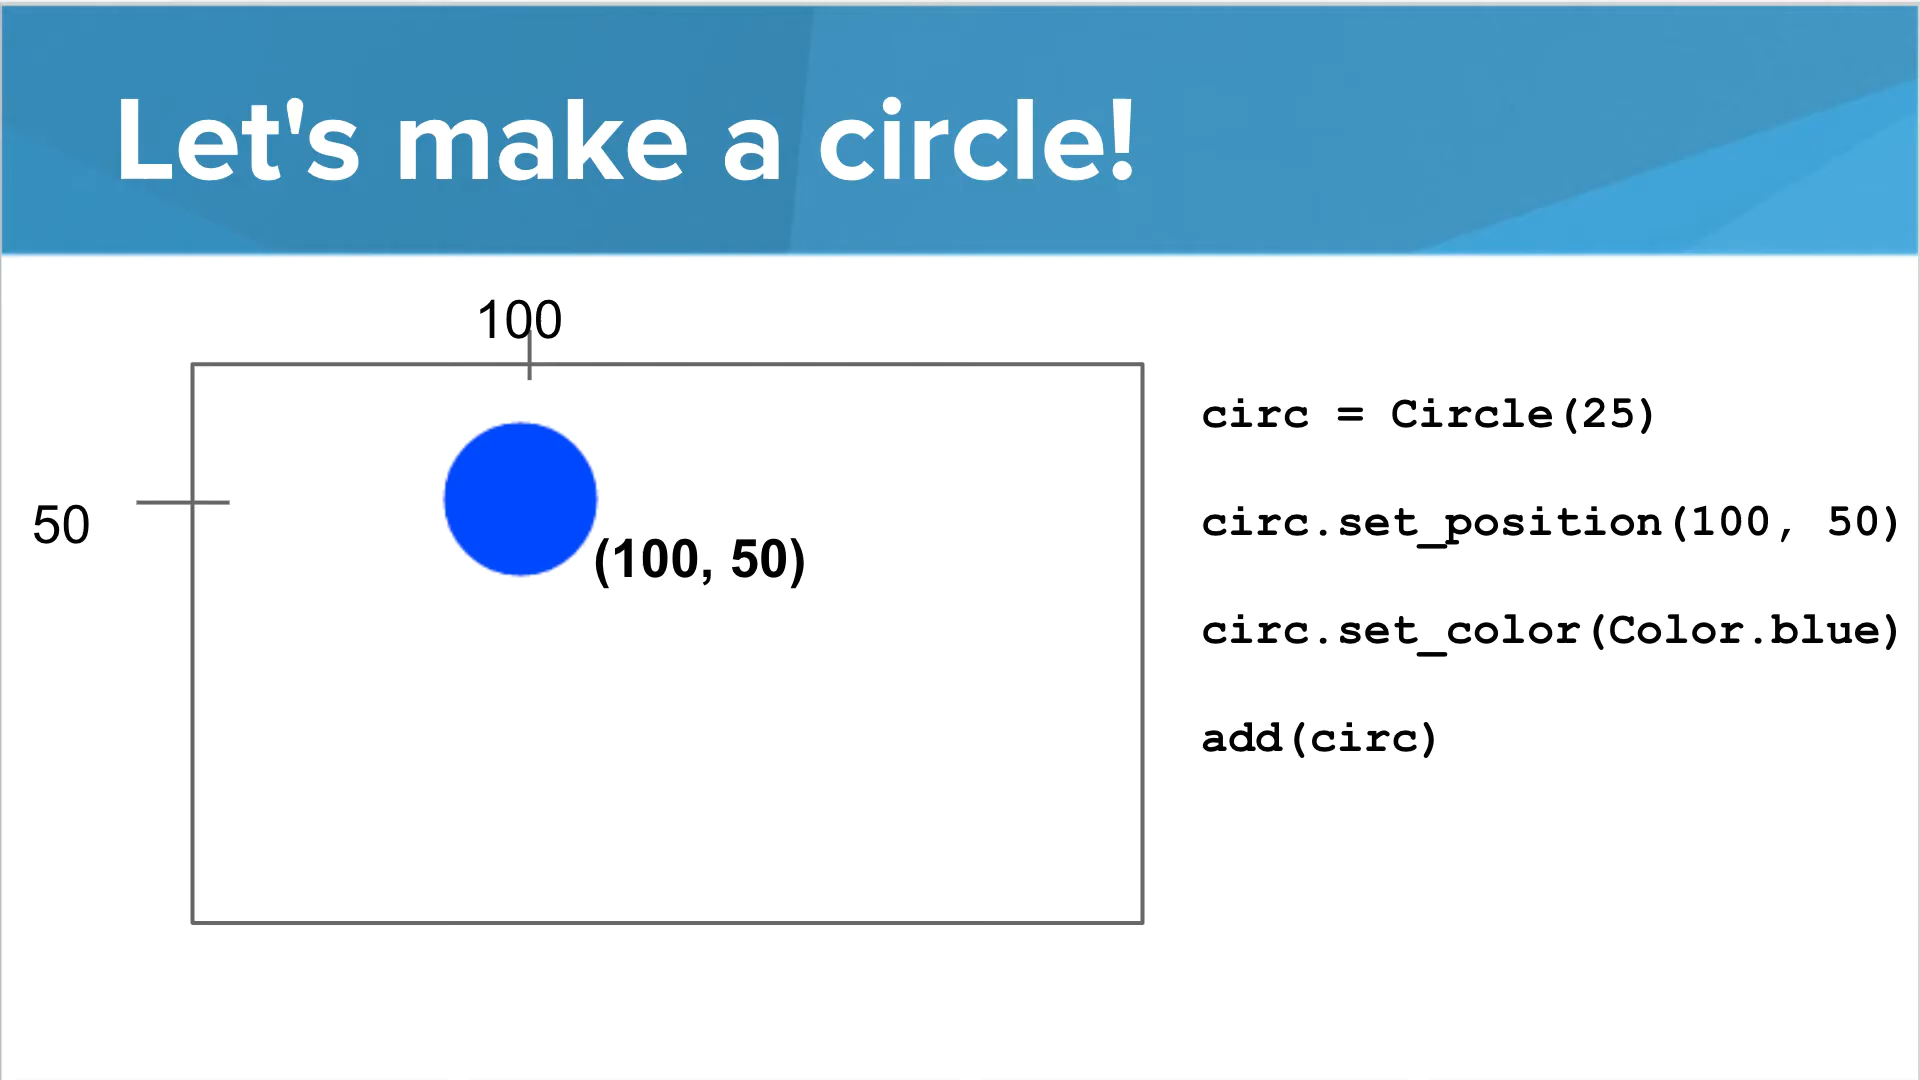 Let's make a circle!
100
50
(100, 50)
circ = Circle(25)
circ.set_position(100, 50)
circ.set_color(Color.blue)
add(circ)